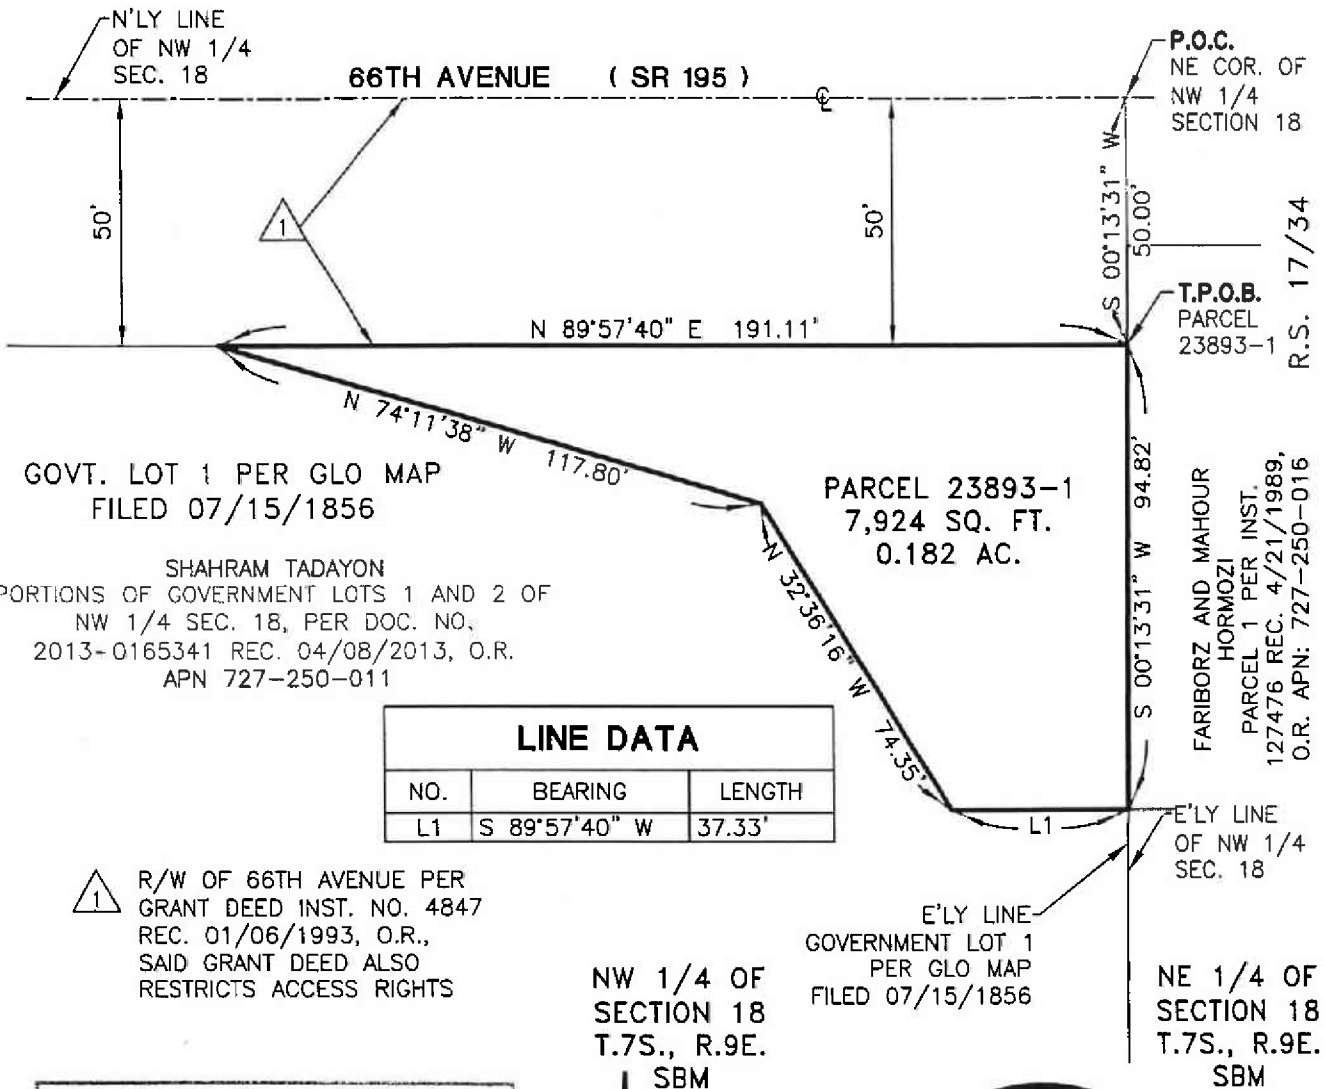 N'LY LINE
OF NW 1/4
SEC. 18
66TH AVENUE ( SR 195 )
℄
P.O.C.
NE COR. OF
NW 1/4
SECTION 18
50'
1
50'
S 00°13'31" W
50.00'
R.S. 17/34
T.P.O.B.
PARCEL
23893-1
N 89°57'40" E 191.11'
N 74°11'38" W 117.80'
GOVT. LOT 1 PER GLO MAP
FILED 07/15/1856
PARCEL 23893-1
7,924 SQ. FT.
0.182 AC.
S 00°13'31" W 94.82'
FARIBORZ AND MAHOUR
HORMOZI
PARCEL 1 PER INST.
127476 REC. 4/21/1989,
O.R. APN: 727-250-016
SHAHRAM TADAYON
PORTIONS OF GOVERNMENT LOTS 1 AND 2 OF
NW 1/4 SEC. 18, PER DOC. NO.
2013-0165341 REC. 04/08/2013, O.R.
APN 727-250-011
N 32°36'16" W 74.35'
LINE DATA
NO. BEARING LENGTH
L1 S 89°57'40" W 37.33'
L1
E'LY LINE
OF NW 1/4
SEC. 18
1
R/W OF 66TH AVENUE PER
GRANT DEED INST. NO. 4847
REC. 01/06/1993, O.R.,
SAID GRANT DEED ALSO
RESTRICTS ACCESS RIGHTS
E'LY LINE
GOVERNMENT LOT 1
PER GLO MAP
FILED 07/15/1856
NW 1/4 OF
SECTION 18
T.7S., R.9E.
SBM
NE 1/4 OF
SECTION 18
T.7S., R.9E.
SBM